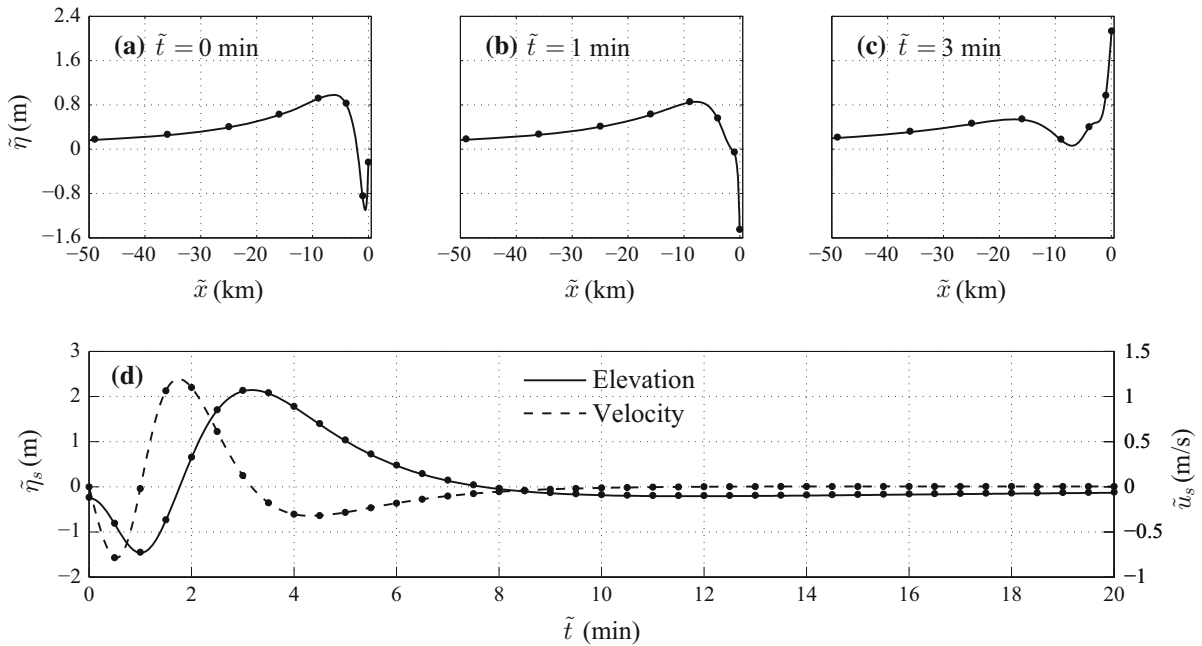 2.4
1.6
0.8
0
−0.8
−1.6
η̃ (m)
(a) t̃ = 0 min
−50 −40 −30 −20 −10 0
x̃ (km)
(b) t̃ = 1 min
−50 −40 −30 −20 −10 0
x̃ (km)
(c) t̃ = 3 min
−50 −40 −30 −20 −10 0
x̃ (km)
3
2
1
0
−1
−2
η̃ₛ (m)
(d)
Elevation
Velocity
1.5
1
0.5
0
−0.5
−1
ũₛ (m/s)
0 2 4 6 8 10 12 14 16 18 20
t̃ (min)